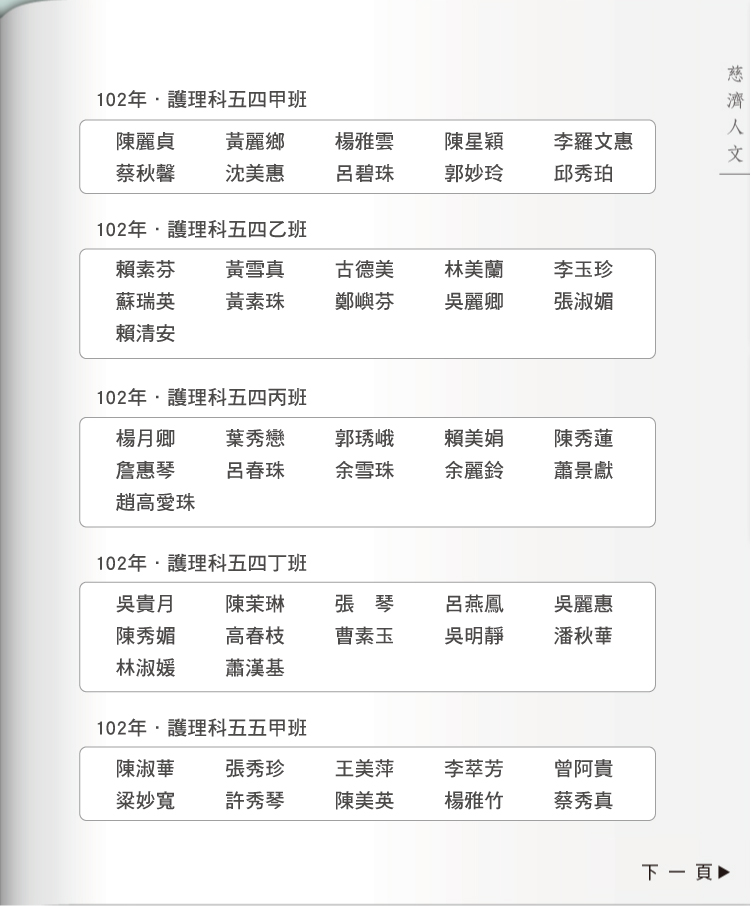 慈濟人文
102年．護理科五四甲班
陳麗貞 黃麗鄉 楊雅雲 陳星穎 李羅文惠
蔡秋馨 沈美惠 呂碧珠 郭妙玲 邱秀珀
102年．護理科五四乙班
賴素芬 黃雪真 古德美 林美蘭 李玉珍
蘇瑞英 黃素珠 鄭嶼芬 吳麗卿 張淑媚
賴清安
102年．護理科五四丙班
楊月卿 葉秀戀 郭琇峨 賴美娟 陳秀蓮
詹惠琴 呂春珠 余雪珠 余麗鈴 蕭景獻
趙高愛珠
102年．護理科五四丁班
吳貴月 陳茉琳 張　琴 呂燕鳳 吳麗惠
陳秀媚 高春枝 曹素玉 吳明靜 潘秋華
林淑媛 蕭漢基
102年．護理科五五甲班
陳淑華 張秀珍 王美萍 李萃芳 曾阿貴
梁妙寬 許秀琴 陳美英 楊雅竹 蔡秀真
下一頁▶